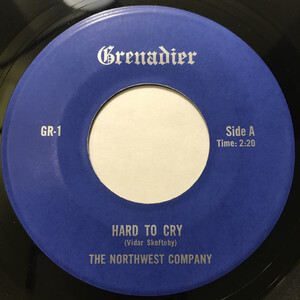 Grenadier
GR-1
Side A
Time: 2:20
HARD TO CRY
(Vidar Skoftoby)
THE NORTHWEST COMPANY